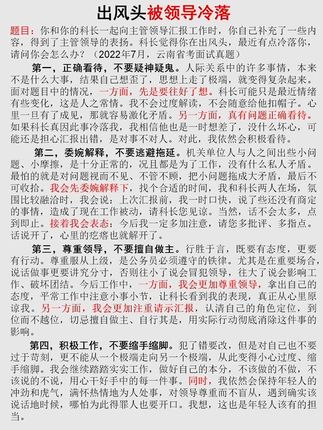 出风头被领导冷落
题目：你和你的科长一起向主管领导汇报工作时，你自己补充了一些内
容，得到了主管领导的表扬。科长觉得你在出风头，最近有点冷落你，
请问你会怎么办？（2022年7月，云南省考面试真题）
第一，正确看待，不要疑神疑鬼。人际关系中的许多事情，本来
不是什么大事，结果自己想歪了，思想上走了极端，就变得复杂起来。
面对题目中的情况，一方面，先是要往好了想。科长可能只是最近情绪
有些变化，这是人之常情。我不会过度解读，不会随意给他扣帽子。心
里一旦有了成见，那就容易激化矛盾。另一方面，真有问题正确看待。
如果科长真因此事冷落我，我相信他也是一时想差了，没什么坏心，可
能还是担心汇报出错，是对事不对人。对此，我依然会积极看待。
第二，委婉解释，不要逃避拖延。机关单位人与人之间出些小问
题、小摩擦，是十分正常的，况且都是为了工作，没有什么私人矛盾。
最怕的就是对问题视而不见、不管不顾，把小问题拖成大矛盾，最后不
可收拾。我会先委婉解释下，找个合适的时间，我和科长两人在场，氛
围比较融洽时，我会说：上次汇报前，我一时口快，说了些还没有商定
的事情，造成了现在工作被动，请科长您见谅。当然，话不会太多，点
到即止。接着我会表态：今后我一定多加注意，请您多批评、多指点。
话说开了，心里的疙瘩也就解开了。
第三，尊重领导，不要擅自做主。行胜于言，既要有态度，更要
有行动。尊重服从上级，是公务员必须遵守的铁律。尤其是在重要场合，
说话做事更要讲究分寸，否则往小了说会冒犯领导，往大了说会影响工
作、破坏团结。今后工作中，一方面，我会更加尊重领导，拿出自己的
态度，平常工作中注意小事小节，让科长看到我的表现，真正从心里原
谅我。另一方面，我会更加注重请示汇报，认清自己的角色定位，到
位而不越位，切忌擅自做主、自行其是，用实际行动彻底消除这件事的
影响。
第四，积极工作，不要缩手缩脚。犯了错要改，但是对自己也不要
过于苛刻，更不能从一个极端走向另一个极端，从此变得小心过度、缩
手缩脚。我会继续踏踏实实工作，做好自己的本分，不该做的不做，不
该说的不说，用心干好手中的每一件事。同时，我依然会保持年轻人的
冲劲和虎气，满怀热情地为人处事，对领导尊重而不盲从，遇到确实该
说话地时候，哪怕为此得罪人也要开口。我想，这也是年轻人该有的担
当。